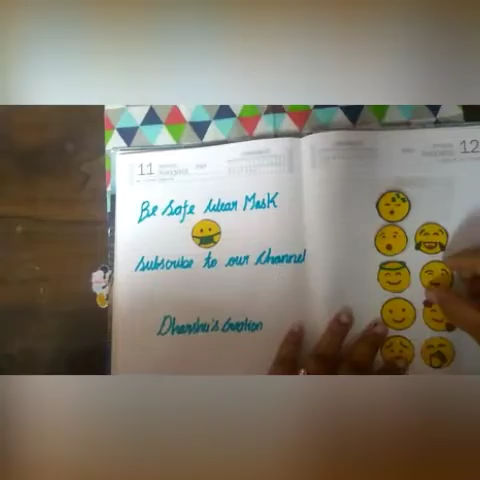 11
12
Be Safe Wear Mask
Subscribe to our Channel
Dharshu's Creation